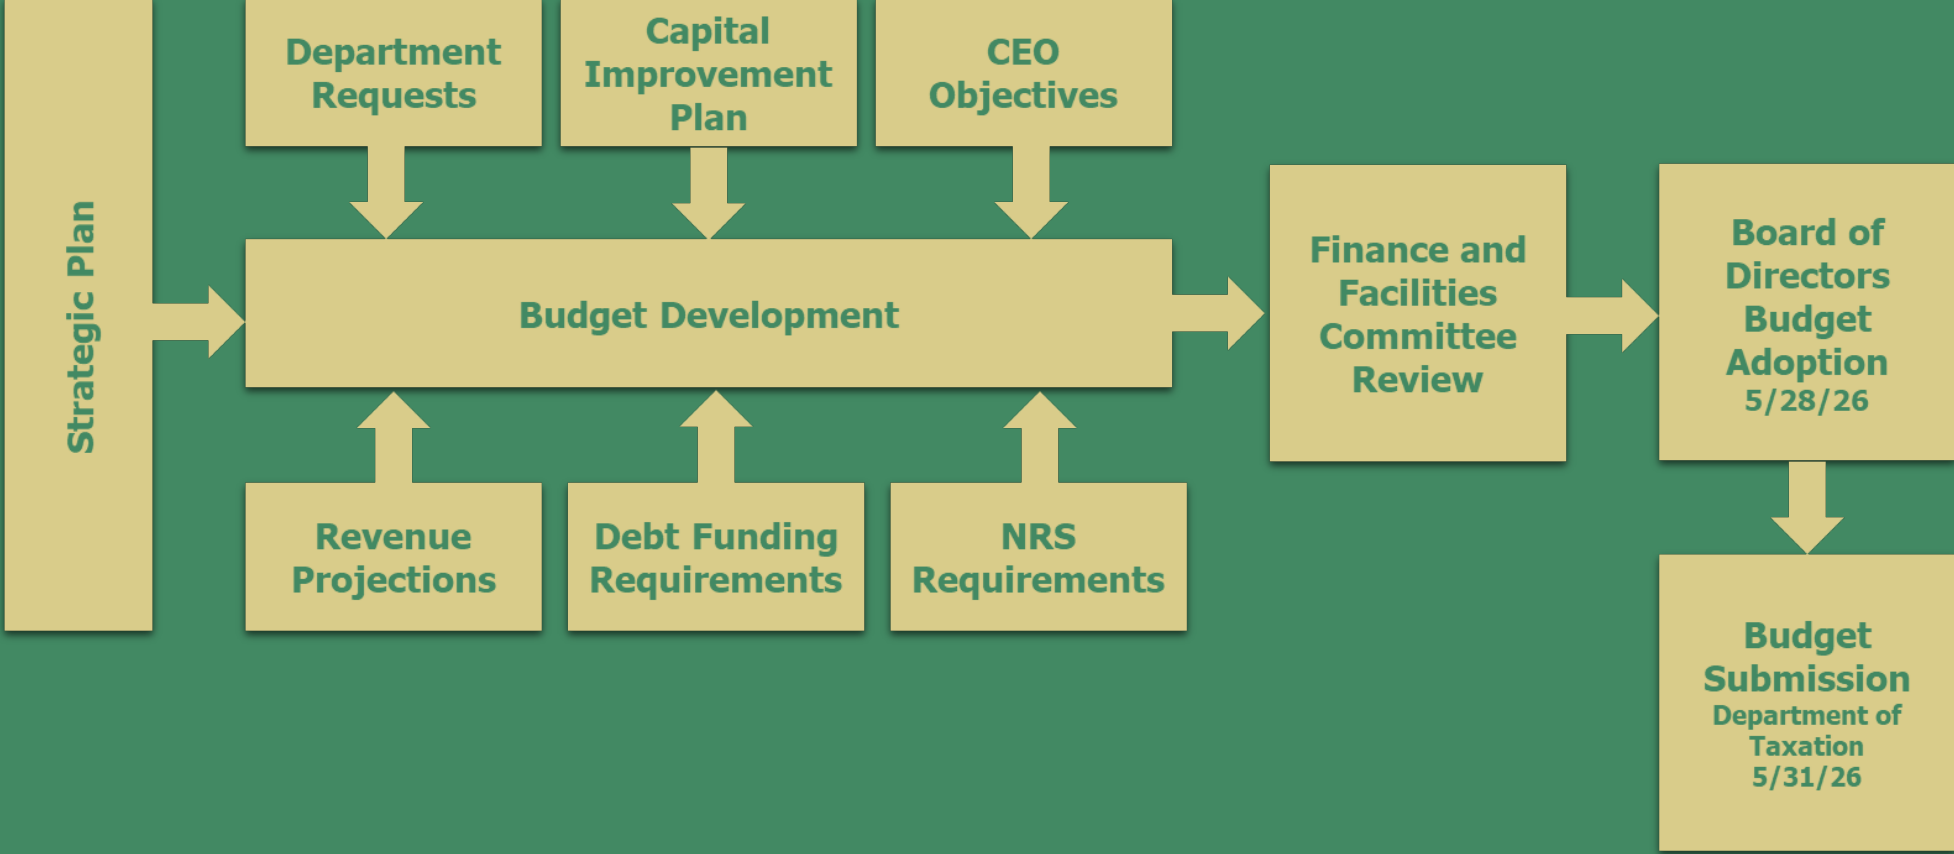 Strategic Plan
Department
Requests
Capital
Improvement
Plan
CEO
Objectives
Budget Development
Revenue
Projections
Debt Funding
Requirements
NRS
Requirements
Finance and
Facilities
Committee
Review
Board of
Directors
Budget
Adoption
5/28/26
Budget
Submission
Department of
Taxation
5/31/26